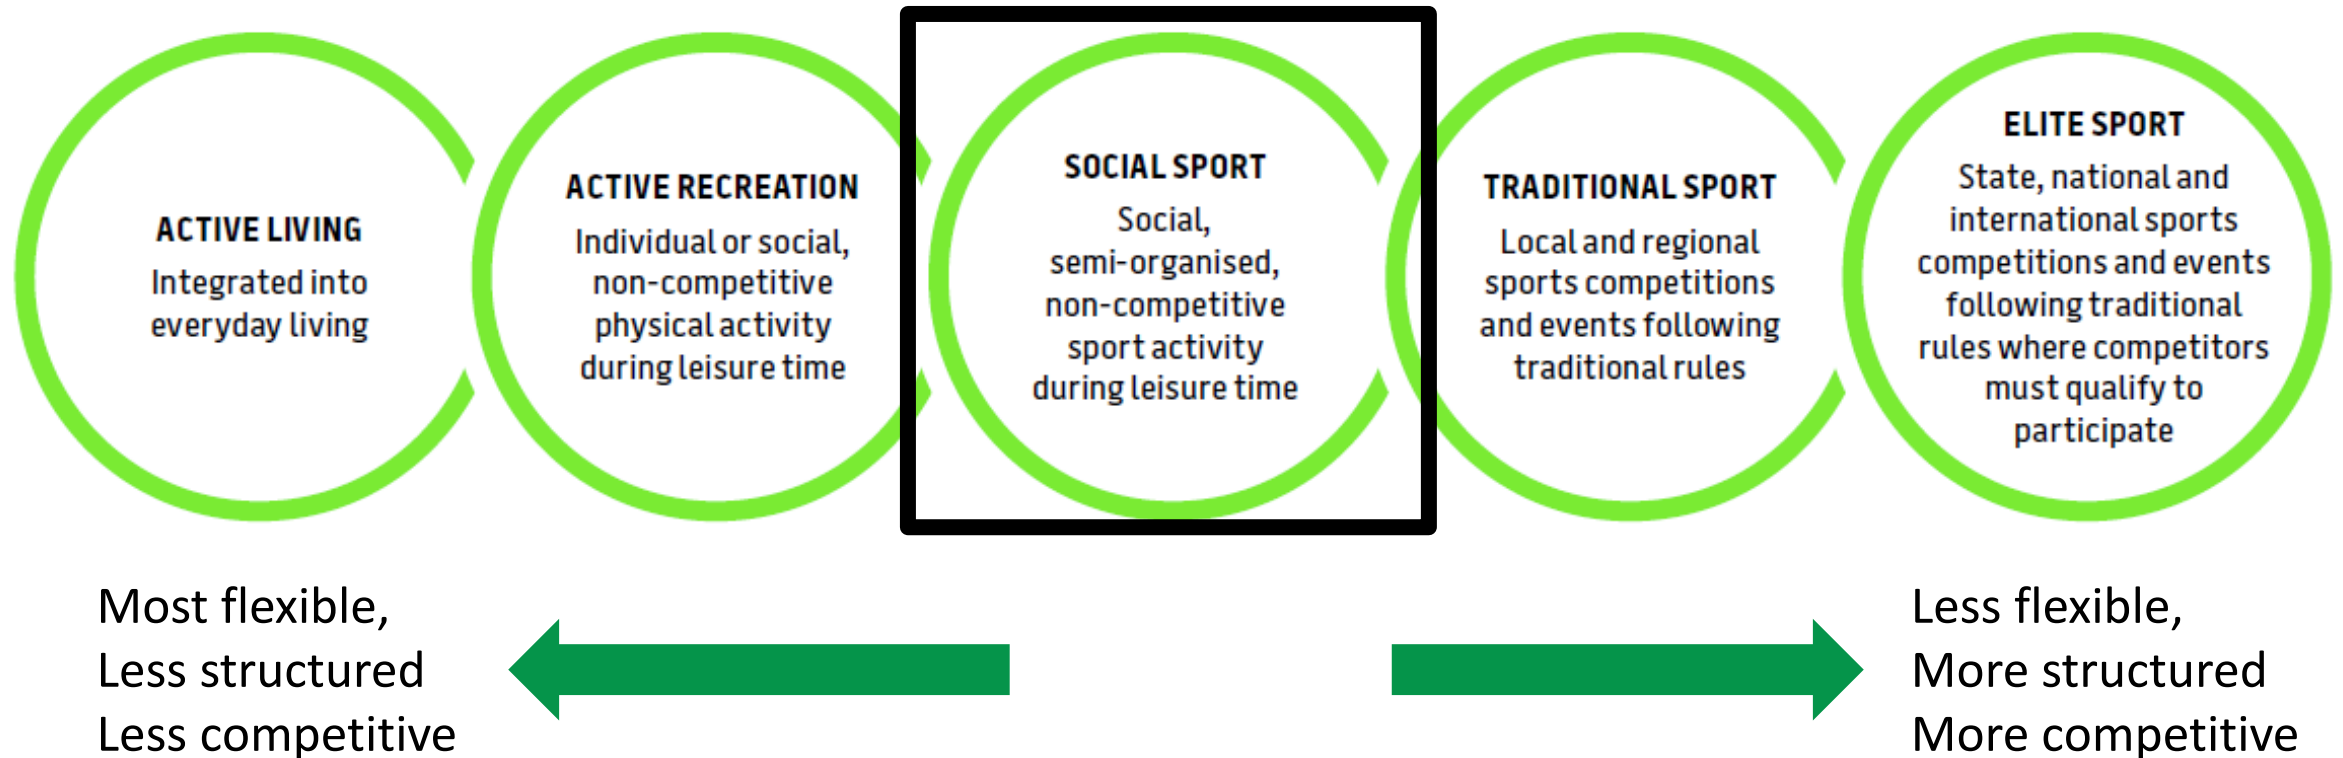 ACTIVE LIVING
Integrated into
everyday living
ACTIVE RECREATION
Individual or social,
non-competitive
physical activity
during leisure time
SOCIAL SPORT
Social,
semi-organised,
non-competitive
sport activity
during leisure time
TRADITIONAL SPORT
Local and regional
sports competitions
and events following
traditional rules
ELITE SPORT
State, national and
international sports
competitions and events
following traditional
rules where competitors
must qualify to
participate
Most flexible,
Less structured
Less competitive
Less flexible,
More structured
More competitive